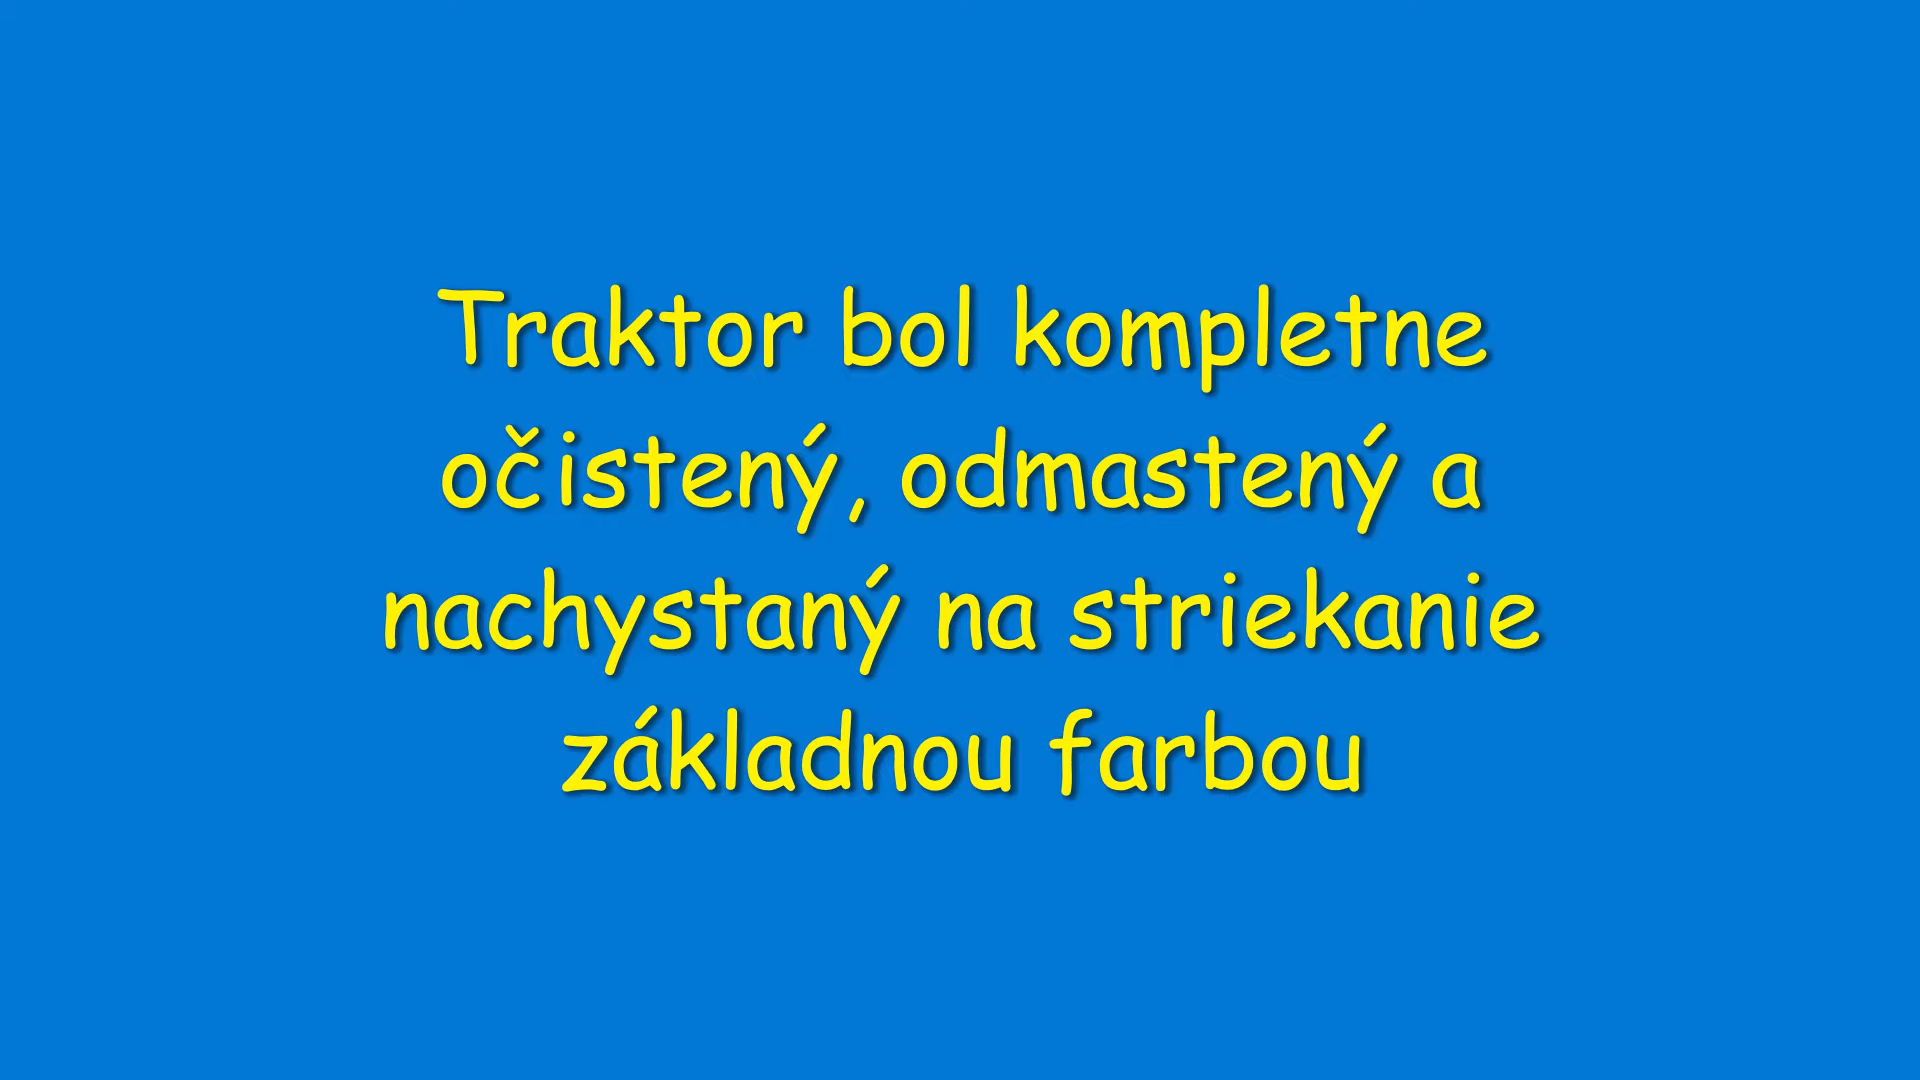 Traktor bol kompletne
očistený, odmastený a
nachystaný na striekanie
základnou farbou